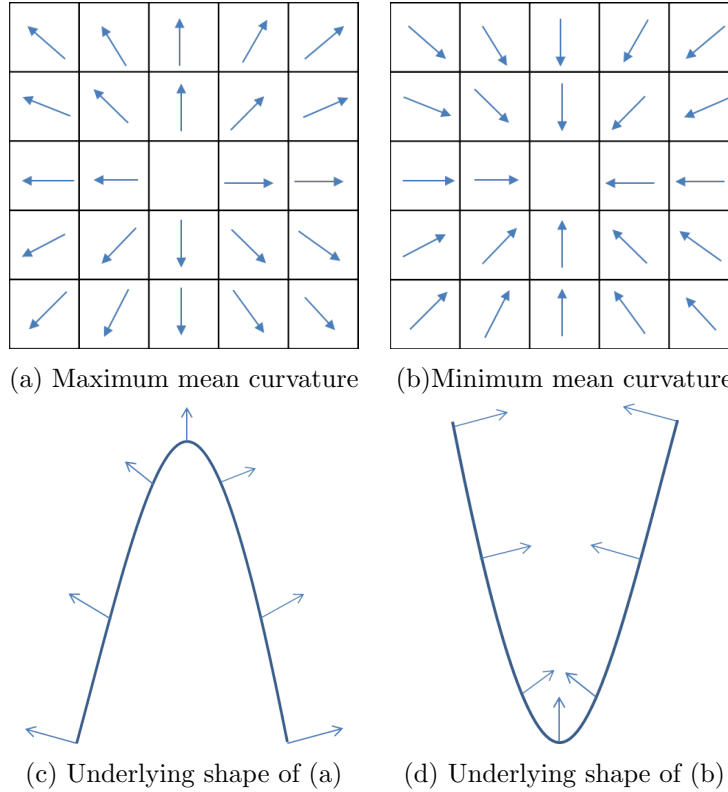 (a) Maximum mean curvature
(b)Minimum mean curvature
(c) Underlying shape of (a)
(d) Underlying shape of (b)